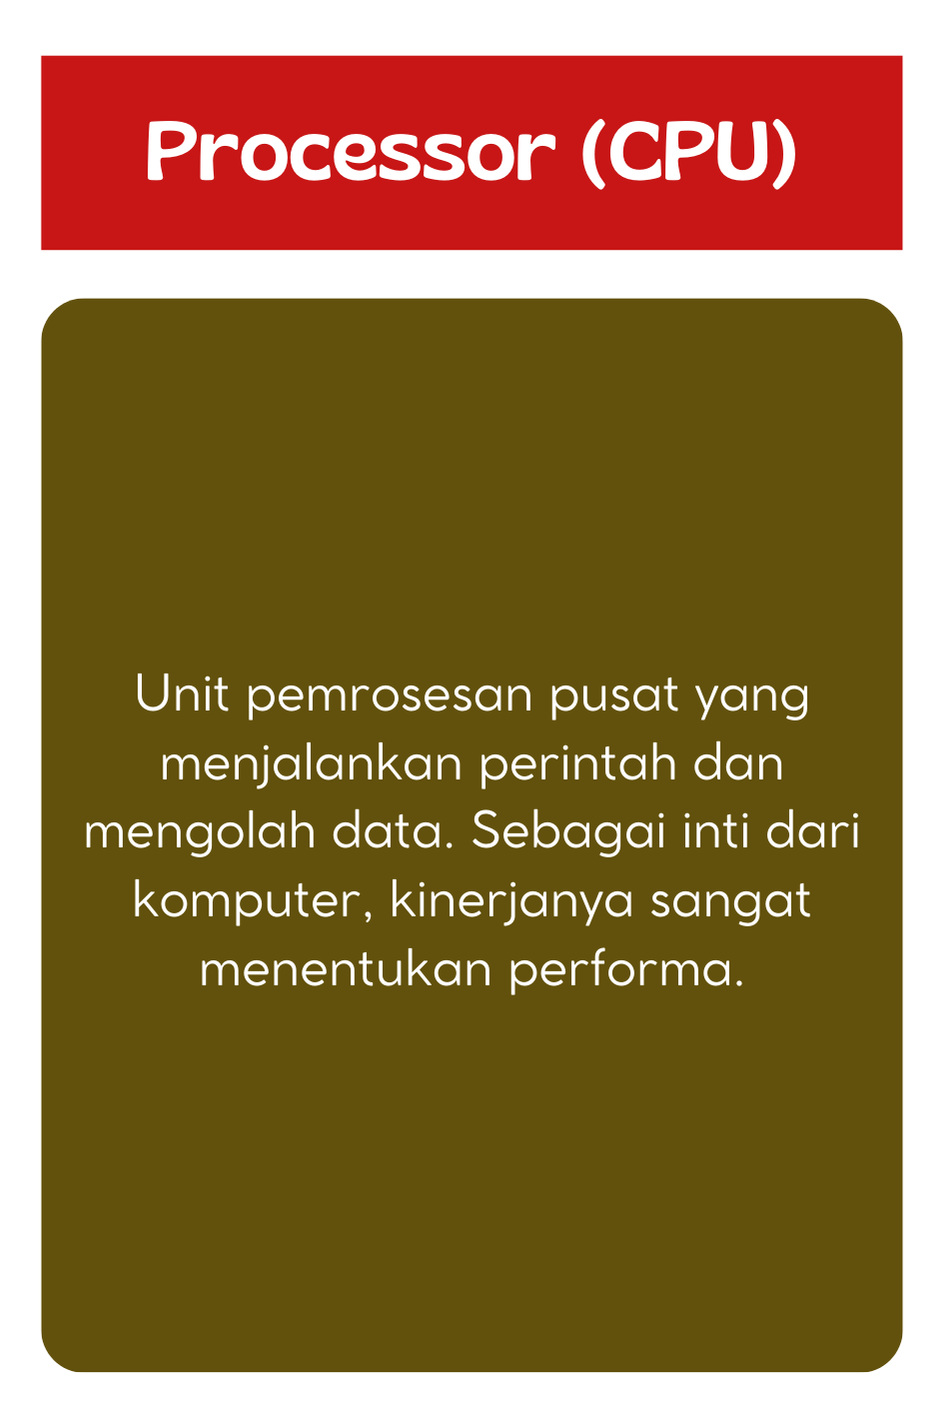 Processor (CPU)
Unit pemrosesan pusat yang
menjalankan perintah dan
mengolah data. Sebagai inti dari
komputer, kinerjanya sangat
menentukan performa.